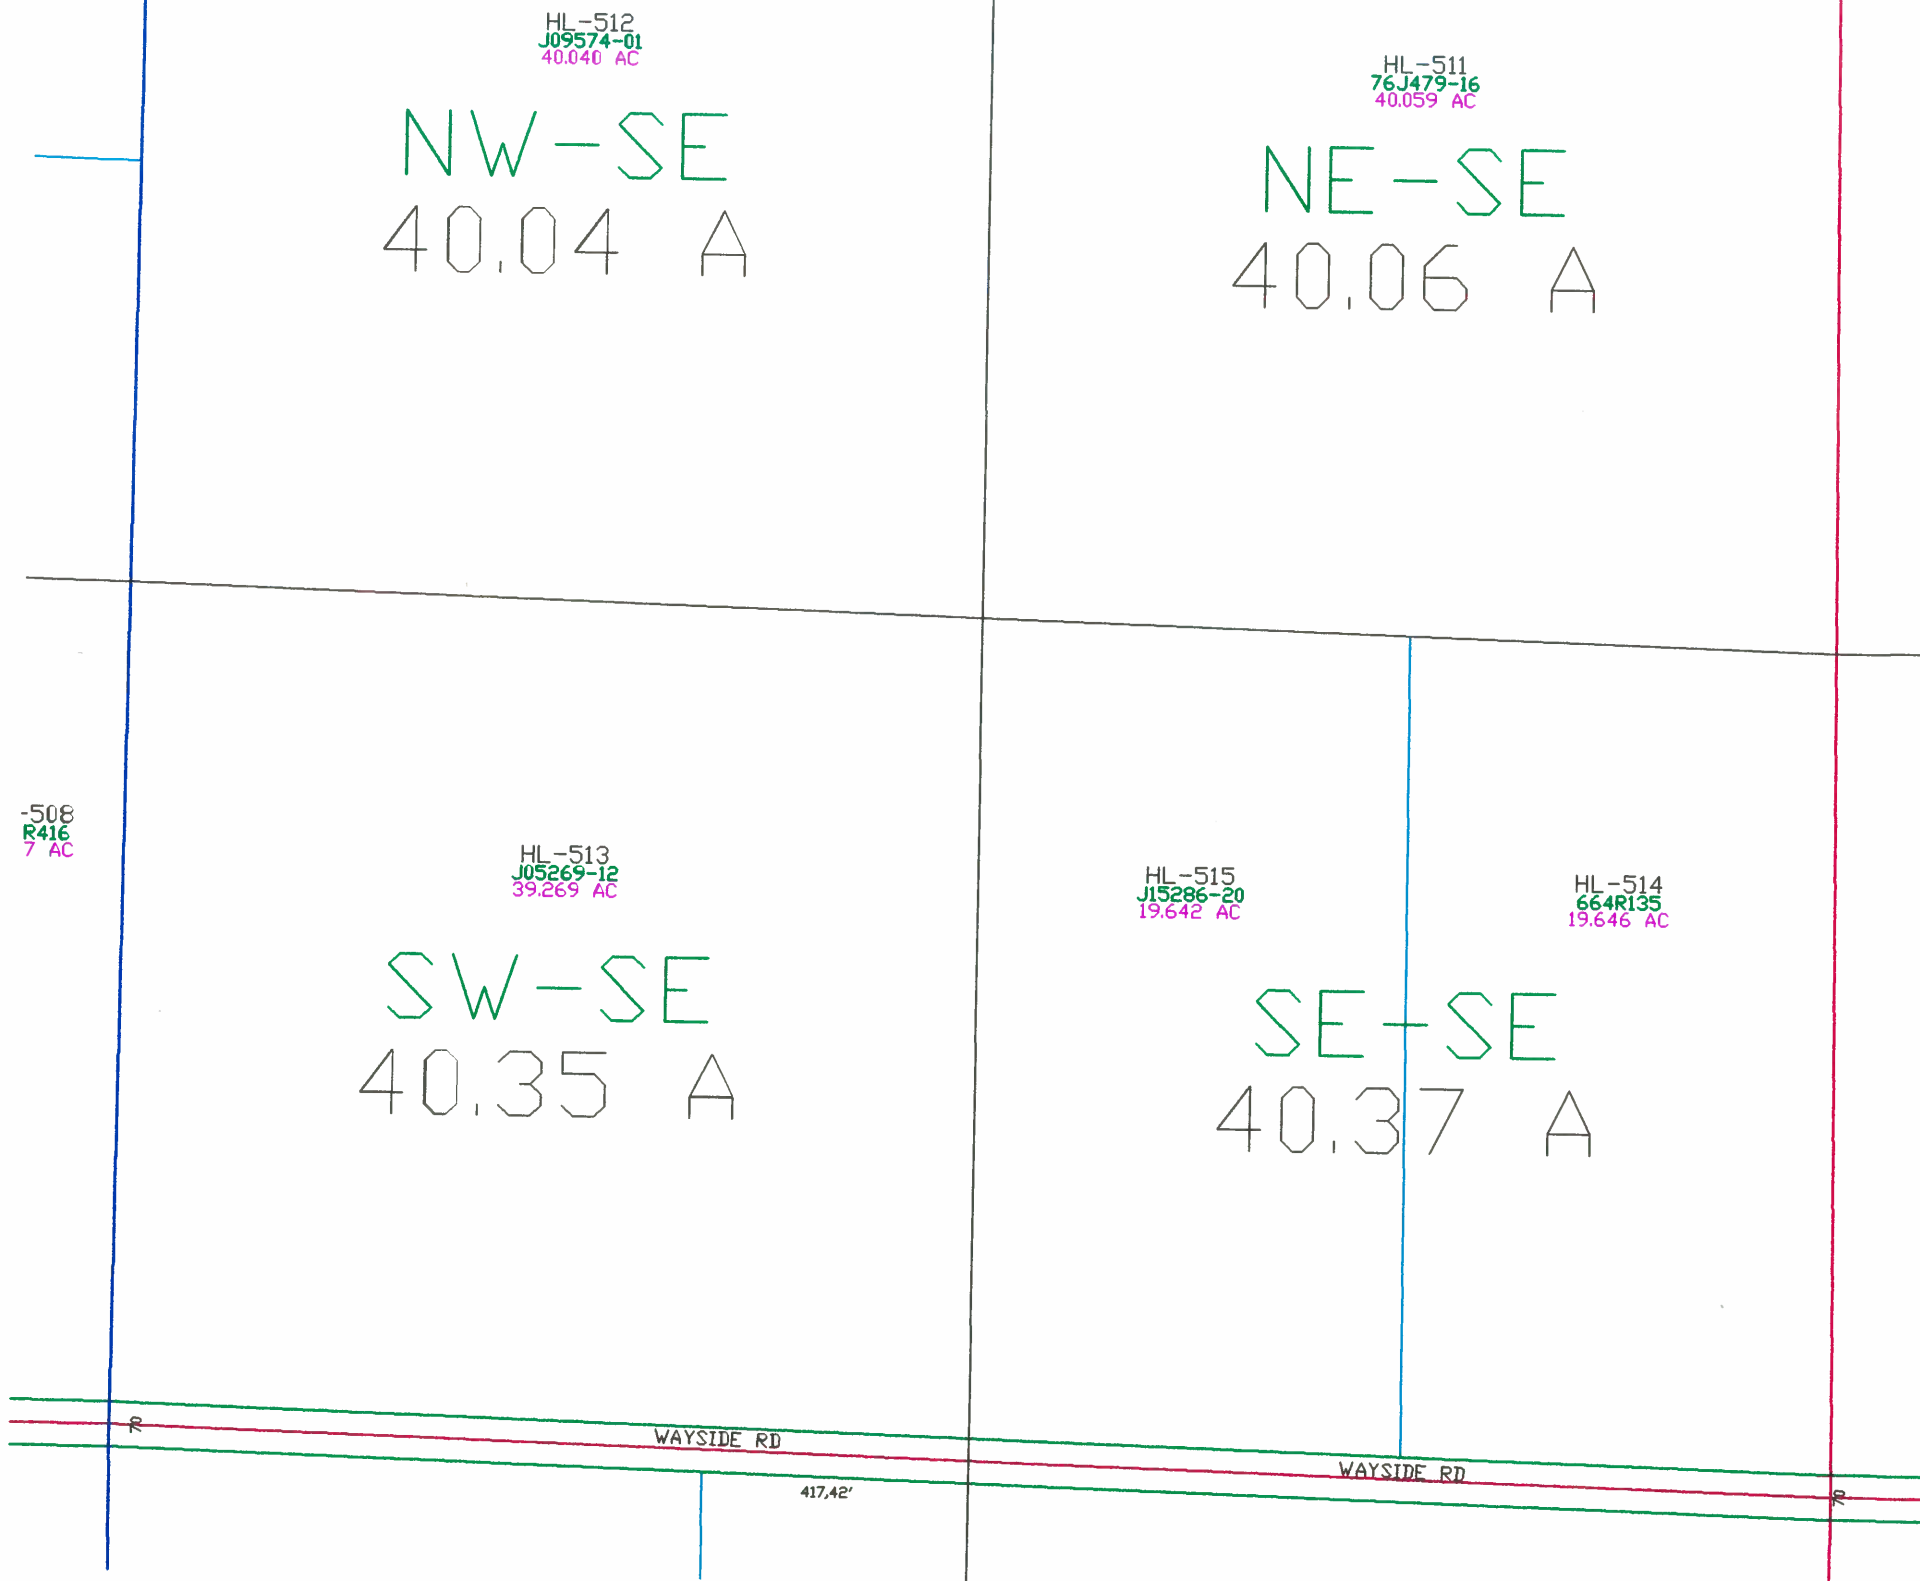 HL-512
J09574-01
40.040 AC
NW-SE
40.04 A
HL-511
76J479-16
40.059 AC
NE-SE
40.06 A
-508
R416
7 AC
HL-513
J05269-12
39.269 AC
SW-SE
40.35 A
HL-515
J15286-20
19.642 AC
HL-514
664R135
19.646 AC
SE-SE
40.37 A
70
WAYSIDE RD
WAYSIDE RD
70
417.42'